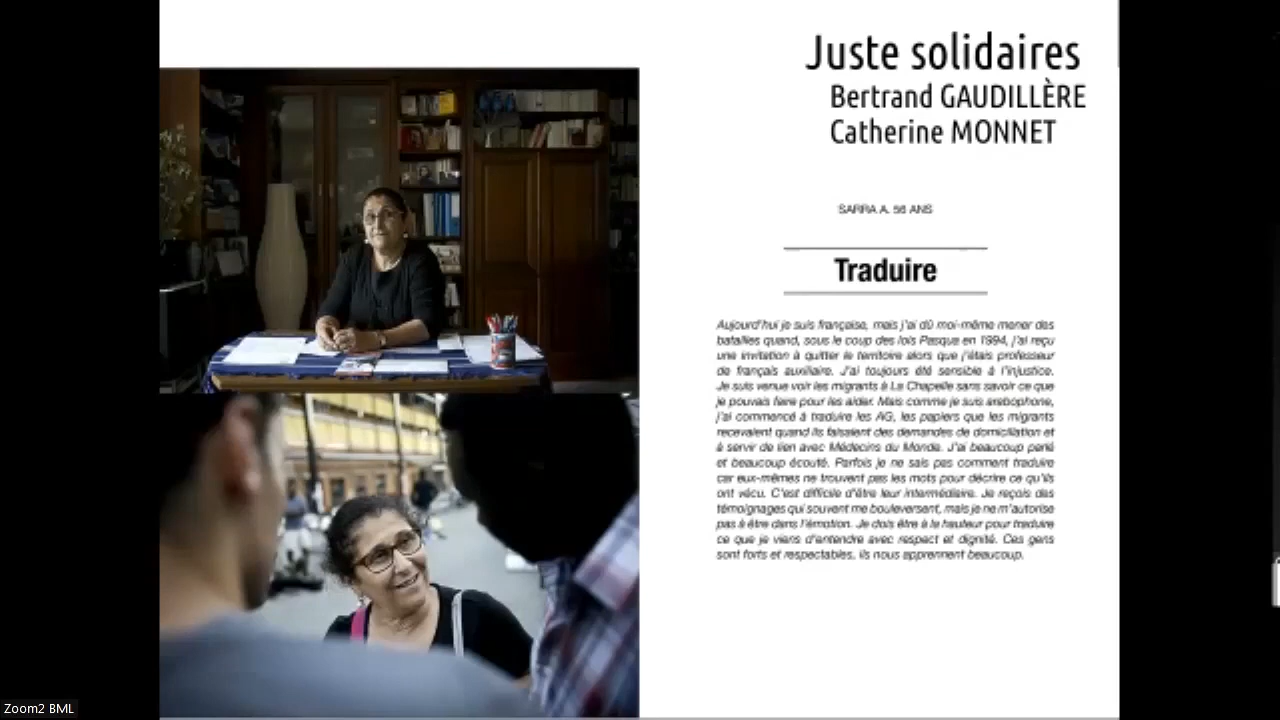 Juste solidaires
Bertrand GAUDILLÈRE
Catherine MONNET
SARRA A. 56 ANS
Traduire
Aujourd'hui je suis française, mais j'ai dû moi-même mener des
batailles quand, sous le coup des lois Pasqua en 1994, j'ai reçu
une invitation à quitter le territoire alors que j'étais professeur
de français auxiliaire. J'ai toujours été sensible à l'injustice.
Je suis venue voir les migrants à La Chapelle sans savoir ce que
je pouvais faire pour les aider. Mais comme je suis arabophone,
j'ai commencé à traduire les AG, les papiers que les migrants
recevaient quand ils faisaient des demandes de domiciliation et
à servir de lien avec Médecins du Monde. J'ai beaucoup parlé
et beaucoup écouté. Parfois je ne sais pas comment traduire
car eux-mêmes ne trouvent pas les mots pour décrire ce qu'ils
ont vécu. C'est difficile d'être leur intermédiaire. Je reçois des
témoignages qui souvent me bouleversent, mais je ne m'autorise
pas à être dans l'émotion. Je dois être à la hauteur pour traduire
ce que je viens d'entendre avec respect et dignité. Ces gens
sont forts et respectables, ils nous apprennent beaucoup.
Zoom2 BML